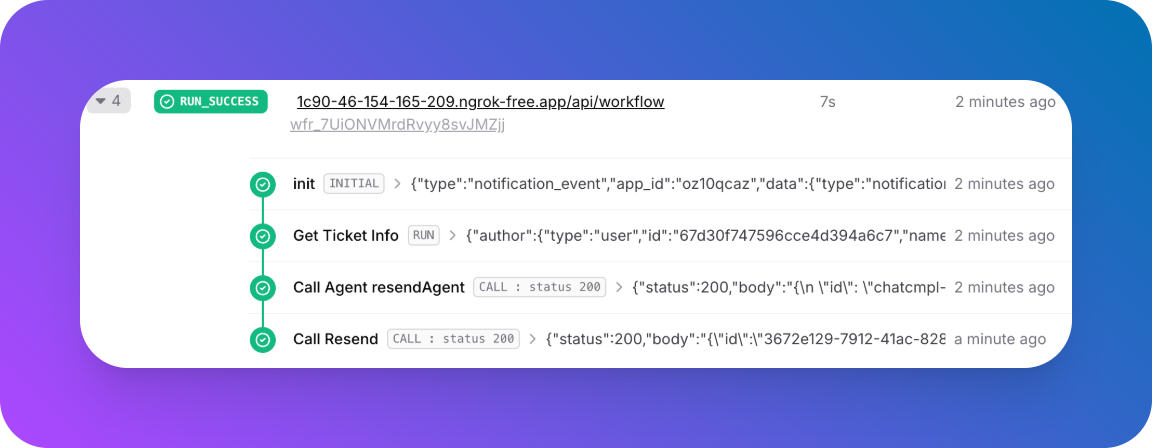 4 RUN_SUCCESS 1c90-46-154-165-209.ngrok-free.app/api/workflow 7s 2 minutes ago
wfr_7UiONVMrdRvyy8svJMZjj
init INITIAL > {"type":"notification_event","app_id":"oz10qcaz","data":{"type":"notification 2 minutes ago
Get Ticket Info RUN > {"author":{"type":"user","id":"67d30f747596cce4d394a6c7","name 2 minutes ago
Call Agent resendAgent CALL : status 200 > {"status":200,"body":"{\n \"id\": \"chatcmpl- 2 minutes ago
Call Resend CALL : status 200 > {"status":200,"body":"{\"id\":\"3672e129-7912-41ac-828 a minute ago